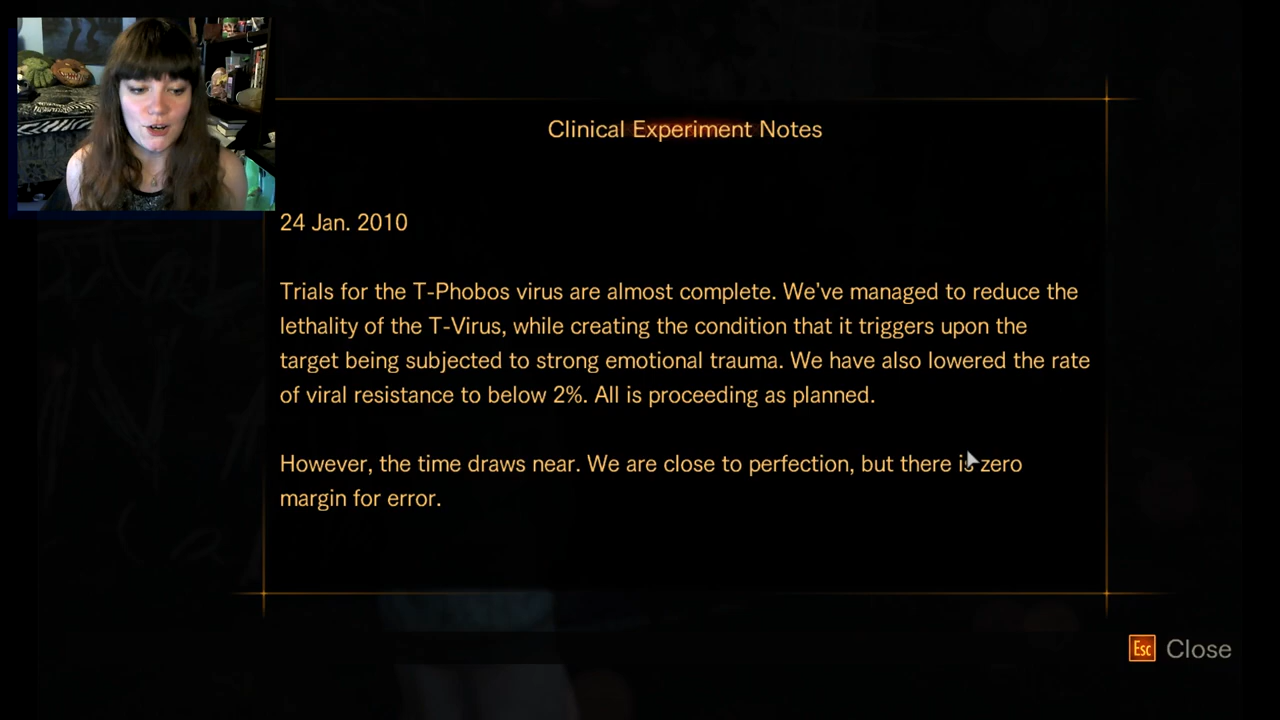 Clinical Experiment Notes
24 Jan. 2010
Trials for the T-Phobos virus are almost complete. We've managed to reduce the
lethality of the T-Virus, while creating the condition that it triggers upon the
target being subjected to strong emotional trauma. We have also lowered the rate
of viral resistance to below 2%. All is proceeding as planned.
However, the time draws near. We are close to perfection, but there is zero
margin for error.
Esc Close